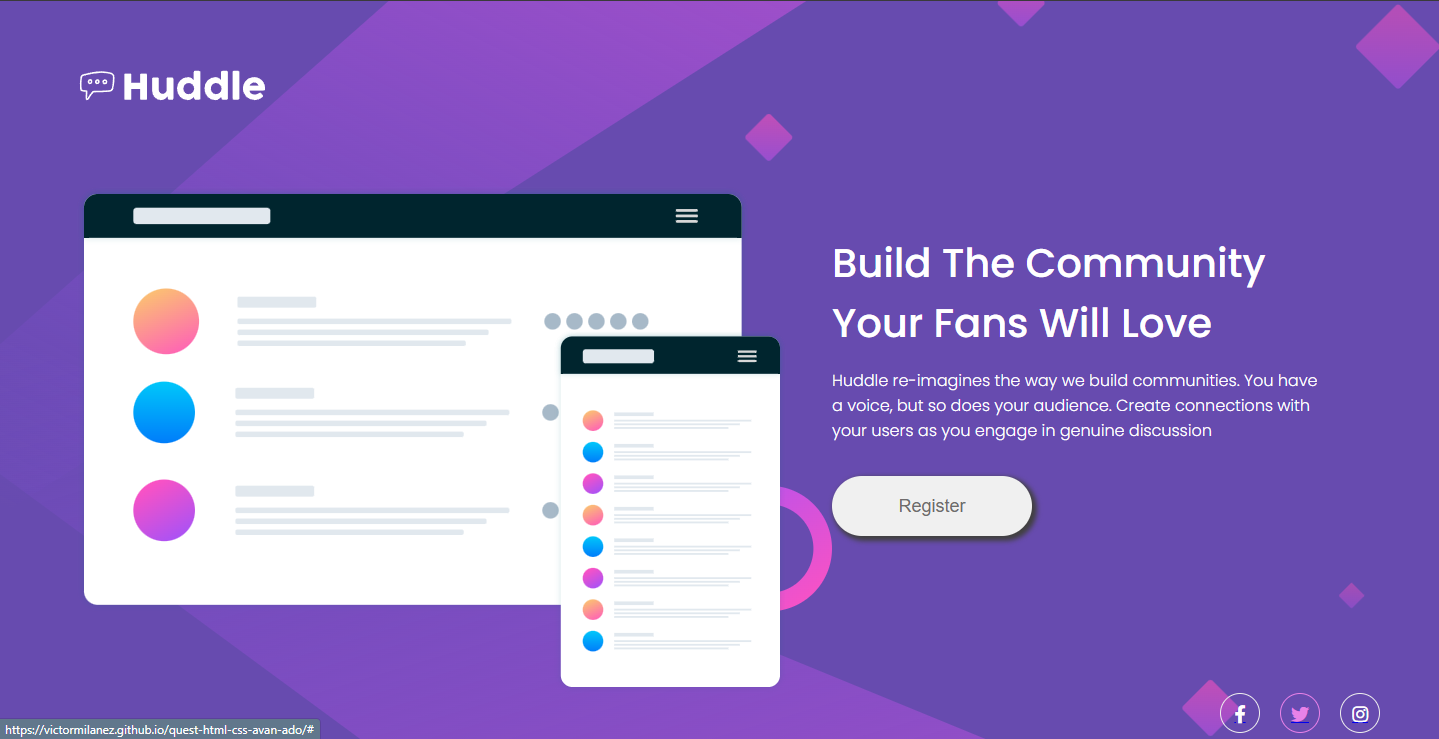 Huddle
Build The Community
Your Fans Will Love
Huddle re-imagines the way we build communities. You have
a voice, but so does your audience. Create connections with
your users as you engage in genuine discussion
Register
https://victormilanez.github.io/quest-html-css-avan-ado/#